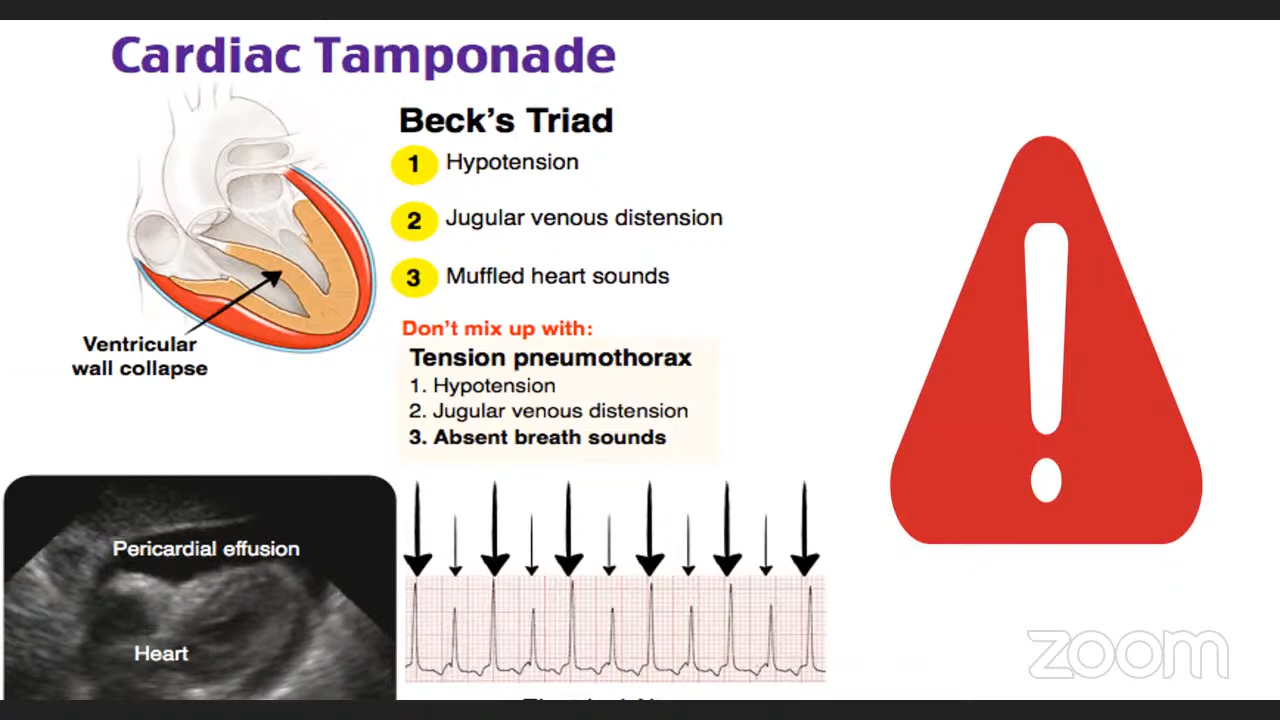 Cardiac Tamponade
Beck's Triad
1 Hypotension
2 Jugular venous distension
3 Muffled heart sounds
Ventricular
wall collapse
Don't mix up with:
Tension pneumothorax
1. Hypotension
2. Jugular venous distension
3. Absent breath sounds
Pericardial effusion
Heart
zoom